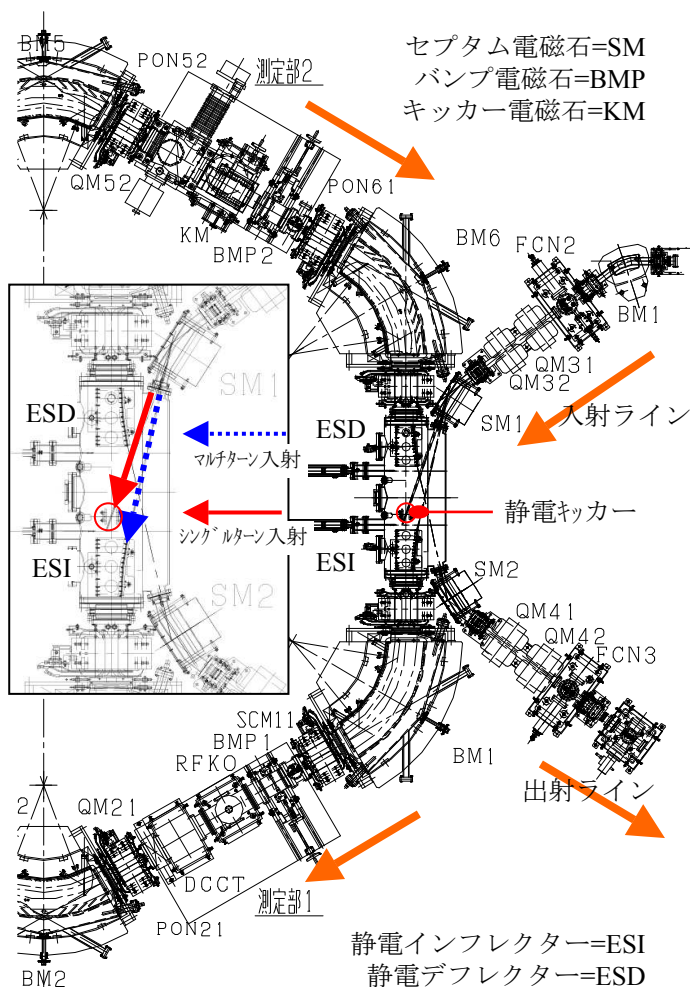 BM5
PON52
測定部2
セプタム電磁石=SM
バンプ電磁石=BMP
キッカー電磁石=KM
QM52
KM
BMP2
PON61
BM6
FCN2
BM1
QM31
QM32
SM1
入射ライン
SM1
ESD
マルチターン入射
ESD
シングルターン入射
静電キッカー
ESI
ESI
SM2
SM2
QM41
QM42
FCN3
SCM11
BMP1
RFKO
BM1
出射ライン
2
QM21
DCCT
測定部1
PON21
BM2
静電インフレクター=ESI
静電デフレクター=ESD